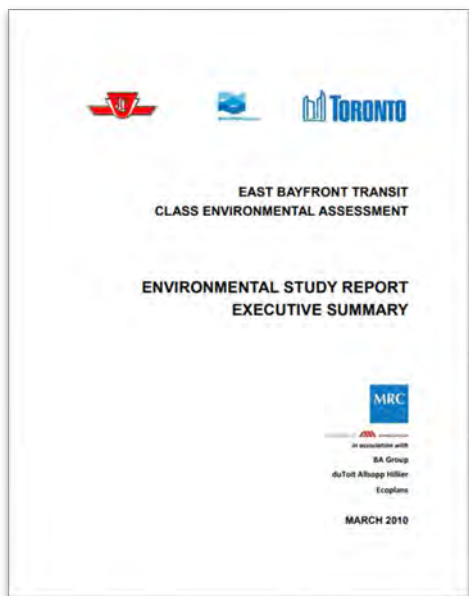 TORONTO
EAST BAYFRONT TRANSIT
CLASS ENVIRONMENTAL ASSESSMENT
ENVIRONMENTAL STUDY REPORT
EXECUTIVE SUMMARY
MRC
in association with
BA Group
duToit Allsopp Hillier
Ecoplans
MARCH 2010